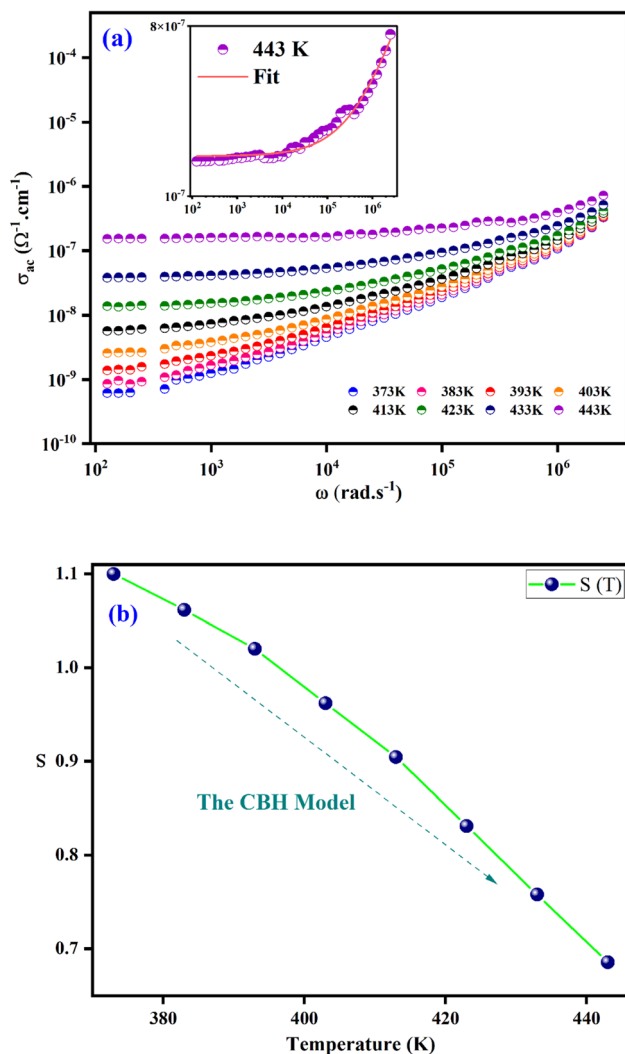 (a)
8×10⁻⁷
443 K
Fit
10⁻⁷
10² 10³ 10⁴ 10⁵ 10⁶
10⁻⁴
10⁻⁵
10⁻⁶
10⁻⁷
10⁻⁸
10⁻⁹
10⁻¹⁰
σac (Ω⁻¹.cm⁻¹)
373K 383K 393K 403K
413K 423K 433K 443K
10² 10³ 10⁴ 10⁵ 10⁶
ω (rad.s⁻¹)
(b)
S (T)
1.1
1.0
0.9
0.8
0.7
S
The CBH Model
380 400 420 440
Temperature (K)